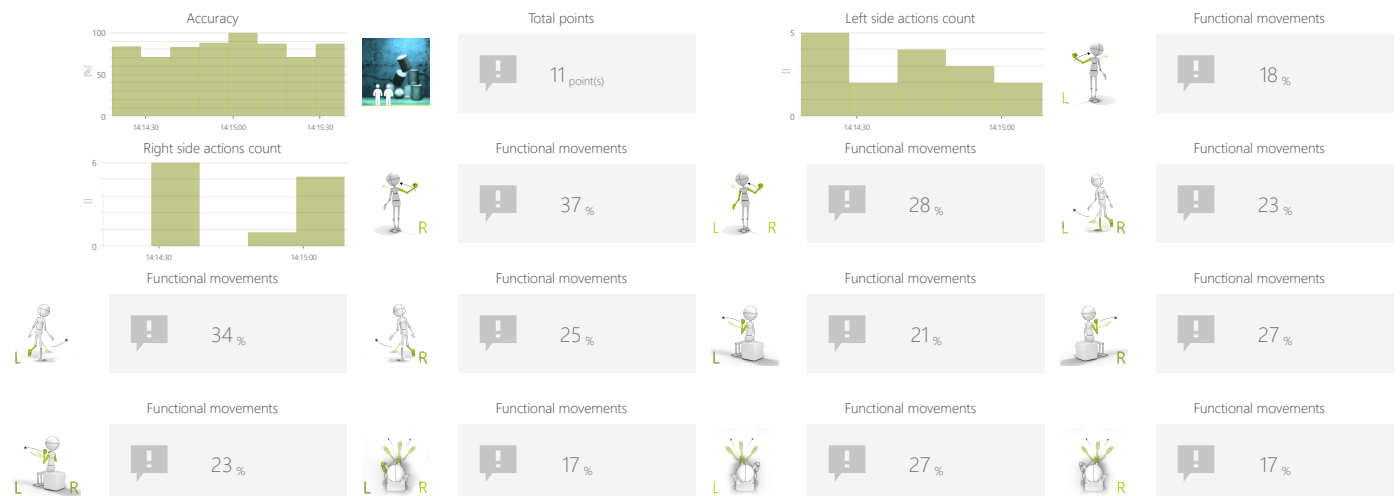 Accuracy
100
[%]
50
0
14:14:30
14:15:00
14:15:30
Total points
11 point(s)
Left side actions count
5
[]
0
14:14:30
14:15:00
Functional movements
L
18 %
Right side actions count
6
[]
0
14:14:30
14:15:00
Functional movements
R
37 %
Functional movements
L R
28 %
Functional movements
L R
23 %
Functional movements
L
34 %
Functional movements
R
25 %
Functional movements
L
21 %
Functional movements
R
27 %
Functional movements
L R
23 %
Functional movements
L R
17 %
Functional movements
L
27 %
Functional movements
R
17 %